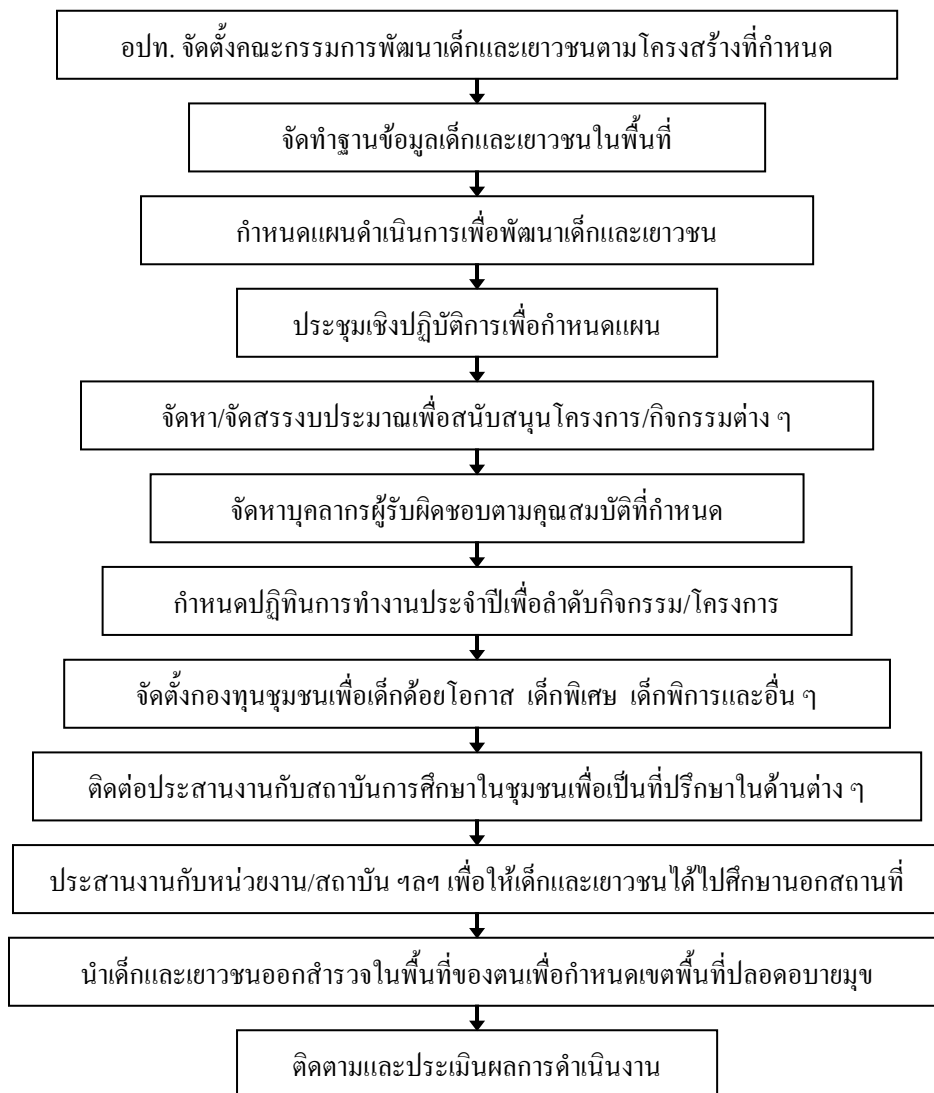 อปท. จัดตั้งคณะกรรมการพัฒนาเด็กและเยาวชนตามโครงสร้างที่กำหนด
จัดทำฐานข้อมูลเด็กและเยาวชนในพื้นที่
กำหนดแผนดำเนินการเพื่อพัฒนาเด็กและเยาวชน
ประชุมเชิงปฏิบัติการเพื่อกำหนดแผน
จัดหา/จัดสรรงบประมาณเพื่อสนับสนุนโครงการ/กิจกรรมต่าง ๆ
จัดหาบุคลากรผู้รับผิดชอบตามคุณสมบัติที่กำหนด
กำหนดปฏิทินการทำงานประจำปีเพื่อลำดับกิจกรรม/โครงการ
จัดตั้งกองทุนชุมชนเพื่อเด็กด้อยโอกาส เด็กพิเศษ เด็กพิการและอื่น ๆ
ติดต่อประสานงานกับสถาบันการศึกษาในชุมชนเพื่อเป็นที่ปรึกษาในด้านต่าง ๆ
ประสานงานกับหน่วยงาน/สถาบัน ฯลฯ เพื่อให้เด็กและเยาวชนได้ไปศึกษานอกสถานที่
นำเด็กและเยาวชนออกสำรวจในพื้นที่ของตนเพื่อกำหนดเขตพื้นที่ปลอดอบายมุข
ติดตามและประเมินผลการดำเนินงาน